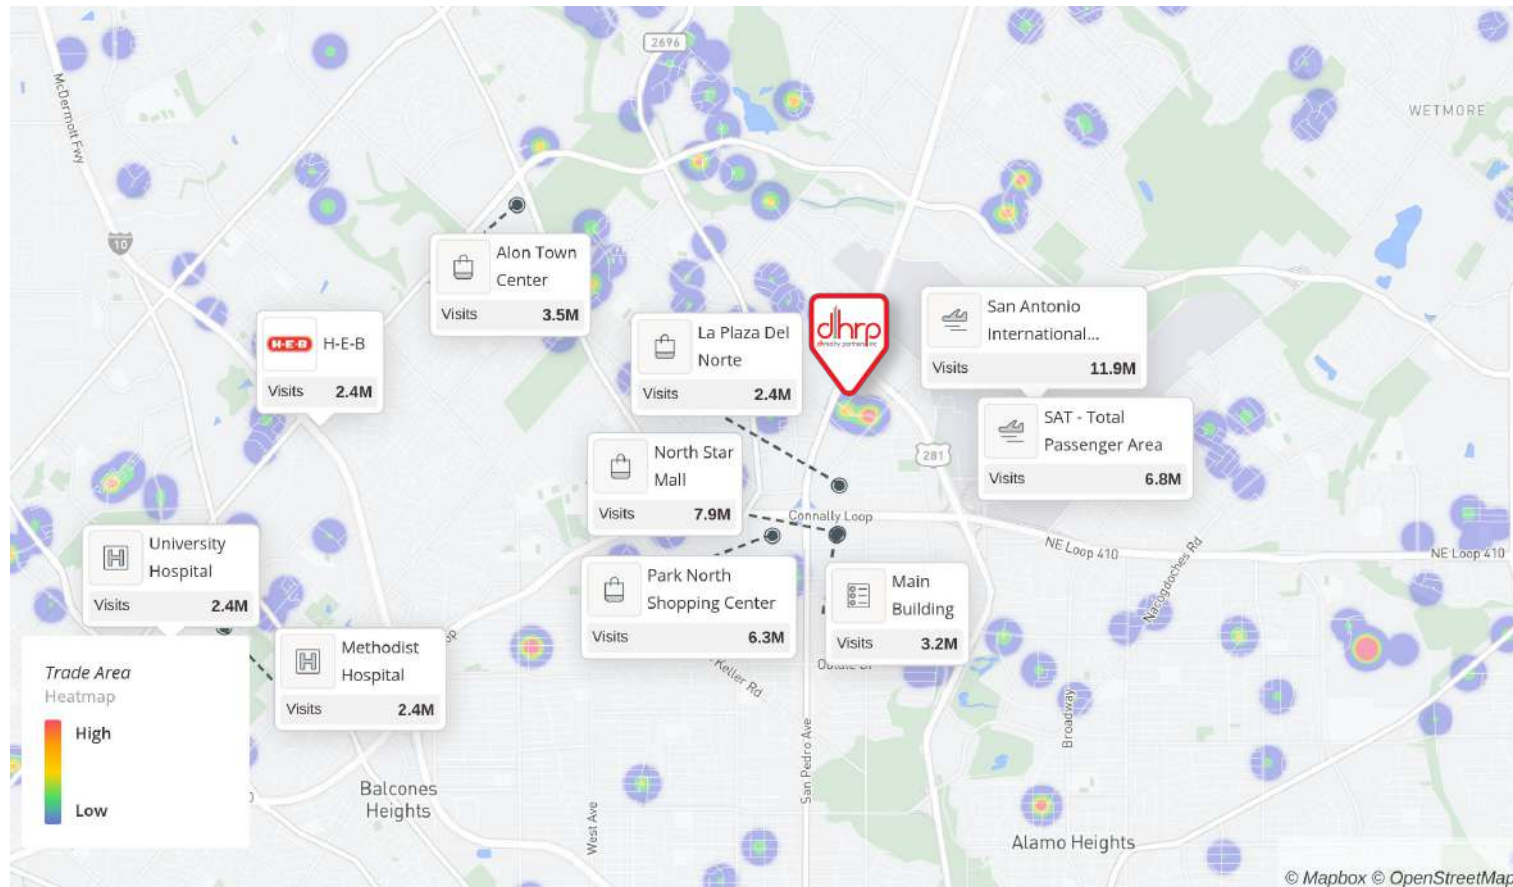 2696
WETMORE
McDermott Fwy
10
Alon Town
Center
Visits 3.5M
H-E-B H-E-B
Visits 2.4M
La Plaza Del
Norte
Visits 2.4M
dhrp
San Antonio
International...
Visits 11.9M
SAT - Total
Passenger Area
Visits 6.8M
281
North Star
Mall
Visits 7.9M
Connally Loop
NE Loop 410
NE Loop 410
Nacogdoches Rd
University
Hospital
Visits 2.4M
Park North
Shopping Center
Visits 6.3M
Main
Building
Visits 3.2M
Methodist
Hospital
Visits 2.4M
Keller Rd
Trade Area
Heatmap
High
Low
Broadway
San Pedro Ave
West Ave
Balcones
Heights
Alamo Heights
© Mapbox © OpenStreetMap